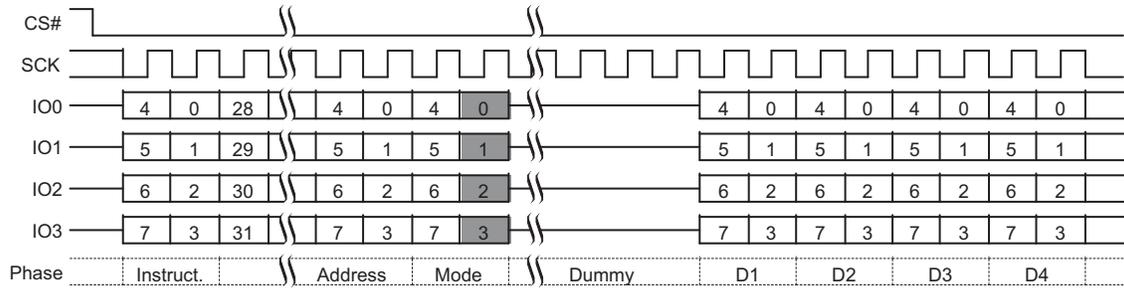 CS#
SCK
IO0 4 0 28 4 0 4 0 4 0 4 0 4 0 4 0
IO1 5 1 29 5 1 5 1 5 1 5 1 5 1 5 1
IO2 6 2 30 6 2 6 2 6 2 6 2 6 2 6 2
IO3 7 3 31 7 3 7 3 7 3 7 3 7 3 7 3
Phase Instruct. Address Mode Dummy D1 D2 D3 D4